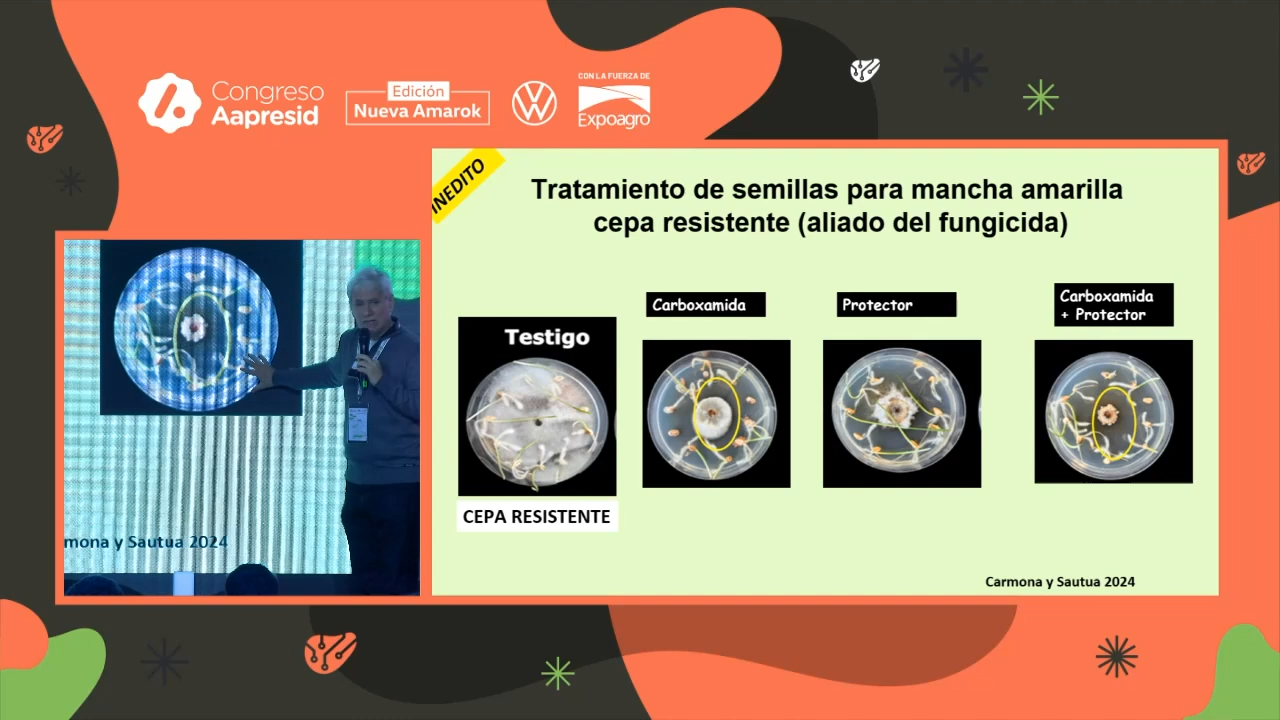 Congreso
Aapresid
Edición
Nueva Amarok
CON LA FUERZA DE
Expoagro
INEDITO
Tratamiento de semillas para mancha amarilla
cepa resistente (aliado del fungicida)
Testigo
Carboxamida
Protector
Carboxamida
+ Protector
CEPA RESISTENTE
Carmona y Sautua 2024
mona y Sautua 2024